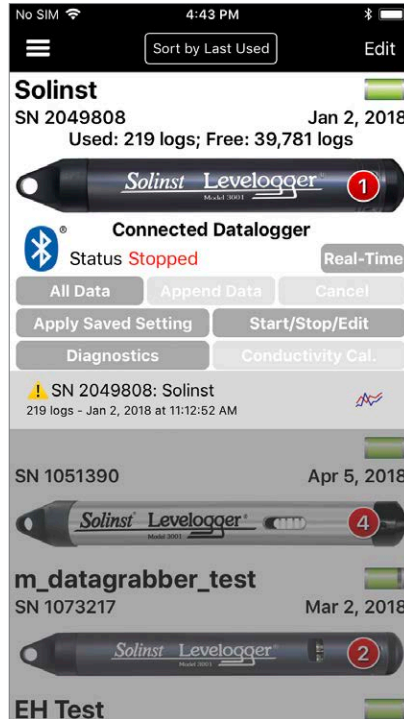 No SIM 4:43 PM
Sort by Last Used Edit
Solinst
SN 2049808 Jan 2, 2018
Used: 219 logs; Free: 39,781 logs
Solinst Levelogger® 1
Model 3001
Connected Datalogger
® Status Stopped Real-Time
All Data Append Data Cancel
Apply Saved Setting Start/Stop/Edit
Diagnostics Conductivity Cal.
! SN 2049808: Solinst
219 logs - Jan 2, 2018 at 11:12:52 AM
SN 1051390 Apr 5, 2018
Solinst® Levelogger® 4
Model 3001
m_datagrabber_test
SN 1073217 Mar 2, 2018
Solinst Levelogger® 2
Model 3001
EH Test